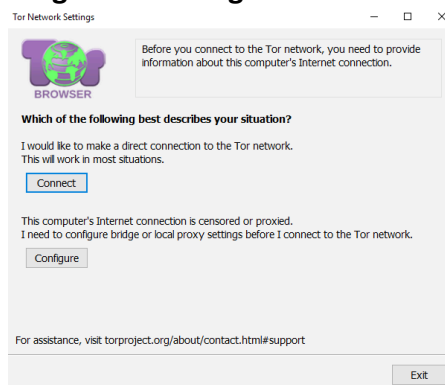 Tor Network Settings
Tor
BROWSER
Before you connect to the Tor network, you need to provide
information about this computer's Internet connection.
Which of the following best describes your situation?
I would like to make a direct connection to the Tor network.
This will work in most situations.
Connect
This computer's Internet connection is censored or proxied.
I need to configure bridge or local proxy settings before I connect to the Tor network.
Configure
For assistance, visit torproject.org/about/contact.html#support
Exit